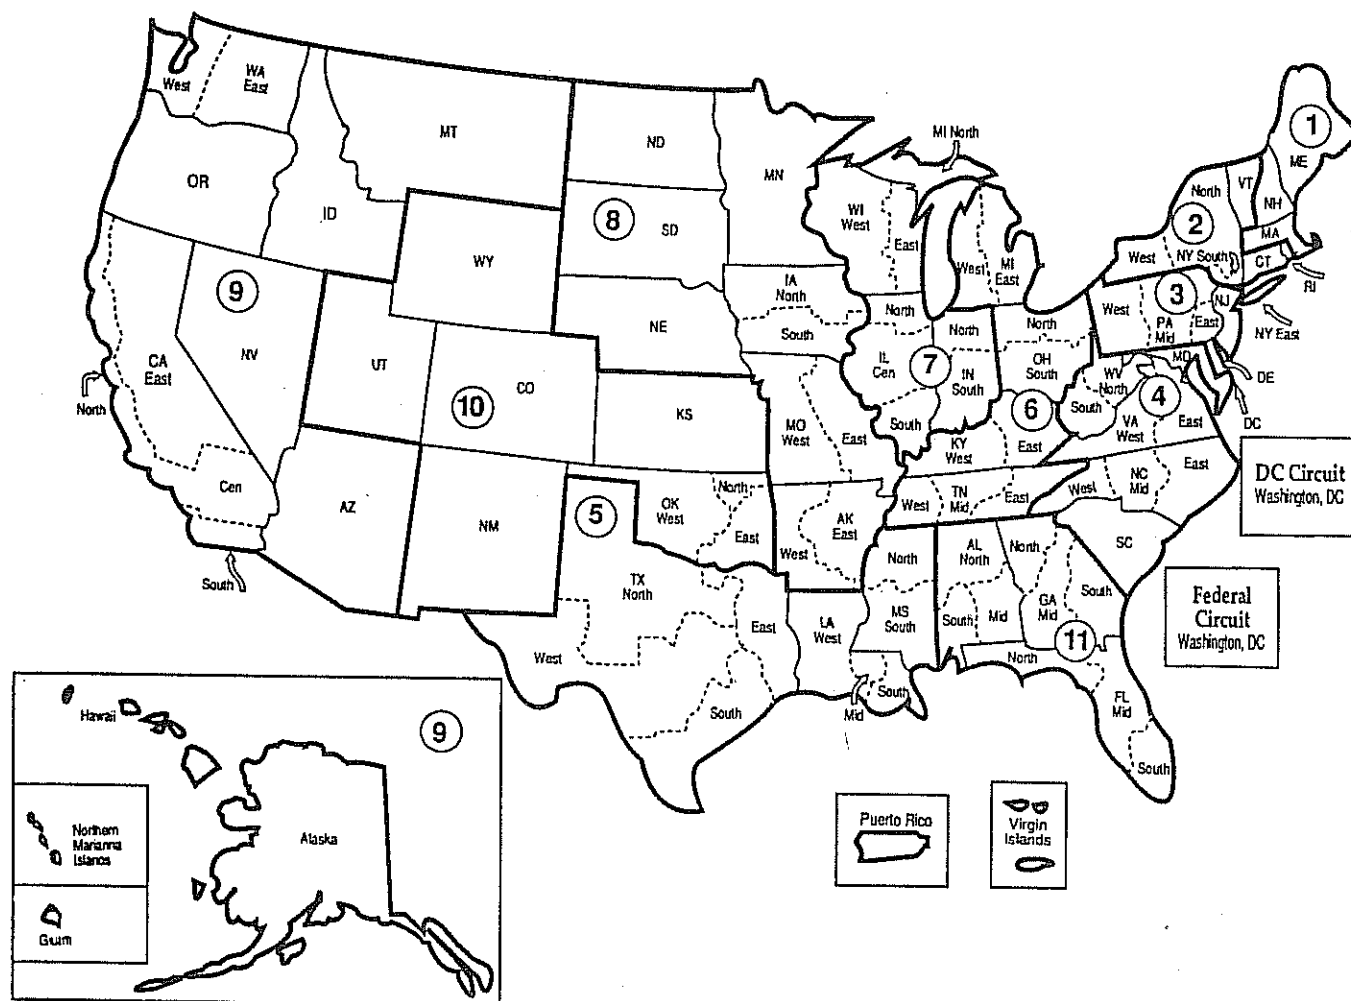 WA
East
West
MT
ND
MN
MI North
1
ME
OR
ID
8
SD
WI
West
East
West
MI
East
North
VT
NH
2
MA
West
NY South
CT
RI
WY
9
IA
North
South
NE
North
North
North
West
3
NJ
PA
Mid
East
NY East
CA
East
NV
UT
10
CO
KS
IL
Cen
7
IN
South
OH
South
MD
WV
North
DE
North
South
6
South
4
DC
MO
West
East
KY
West
East
VA
West
East
DC Circuit
Washington, DC
Cen
AZ
NM
5
OK
West
North
East
West
AK
East
West
TN
Mid
East
West
NC
Mid
East
South
TX
North
North
AL
North
North
SC
Federal
Circuit
Washington, DC
West
East
LA
West
MS
South
South
Mid
GA
Mid
South
11
North
South
Mid
South
FL
Mid
South
Hawaii
9
Northern
Marianna
Islands
Alaska
Guam
Puerto Rico
Virgin
Islands